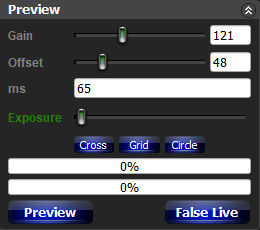 Preview
Gain 121
Offset 48
ms 65
Exposure
Cross Grid Circle
0%
0%
Preview False Live